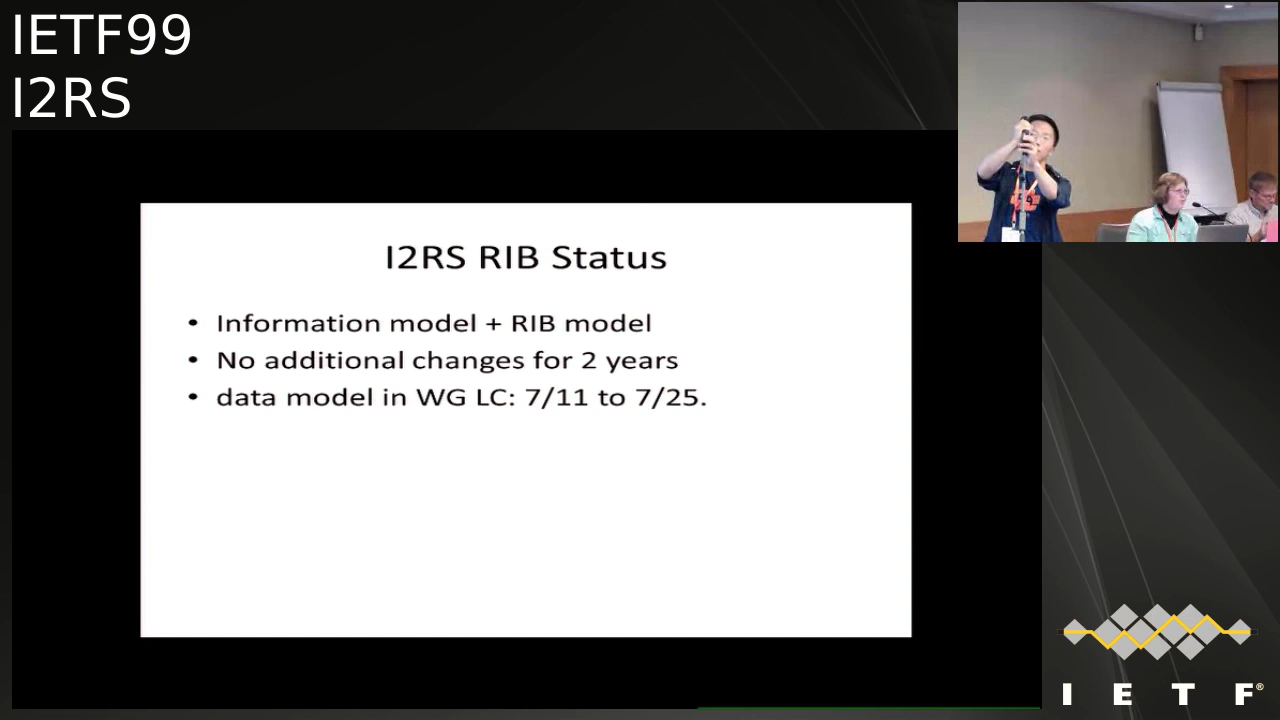 IETF99
I2RS
I2RS RIB Status
• Information model + RIB model
• No additional changes for 2 years
• data model in WG LC: 7/11 to 7/25.
I E T F®